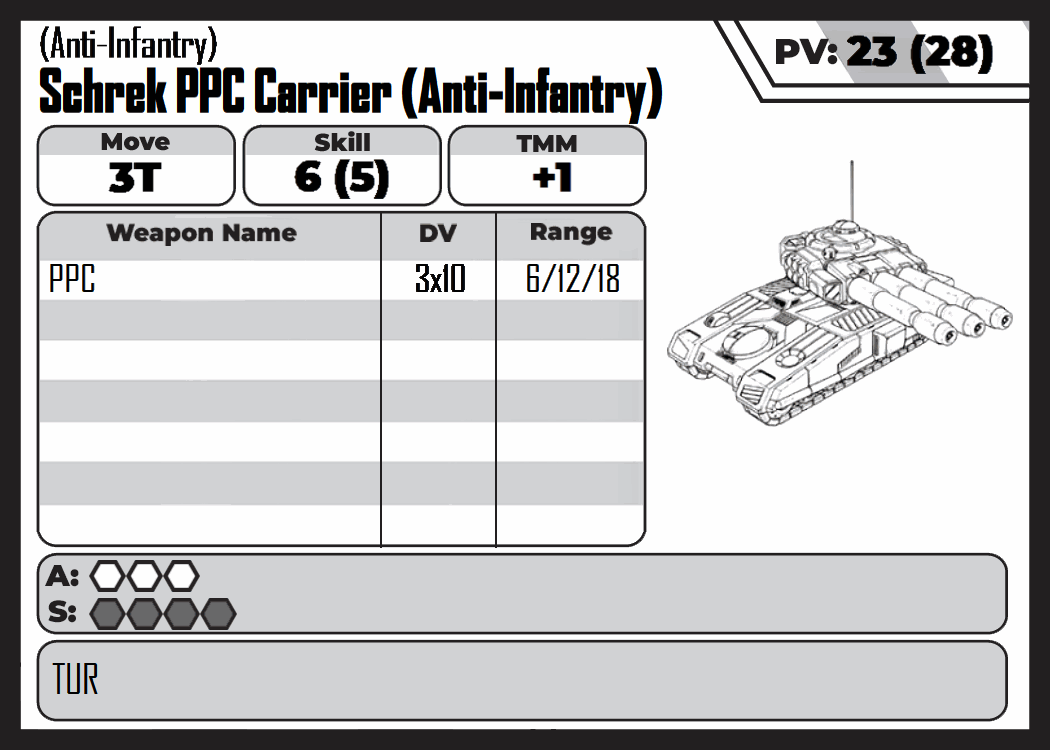 (Anti-Infantry)
Schrek PPC Carrier (Anti-Infantry)
PV: 23 (28)
Move
3T
Skill
6 (5)
TMM
+1
Weapon Name DV Range
PPC 3x10 6/12/18
A:
S:
TUR